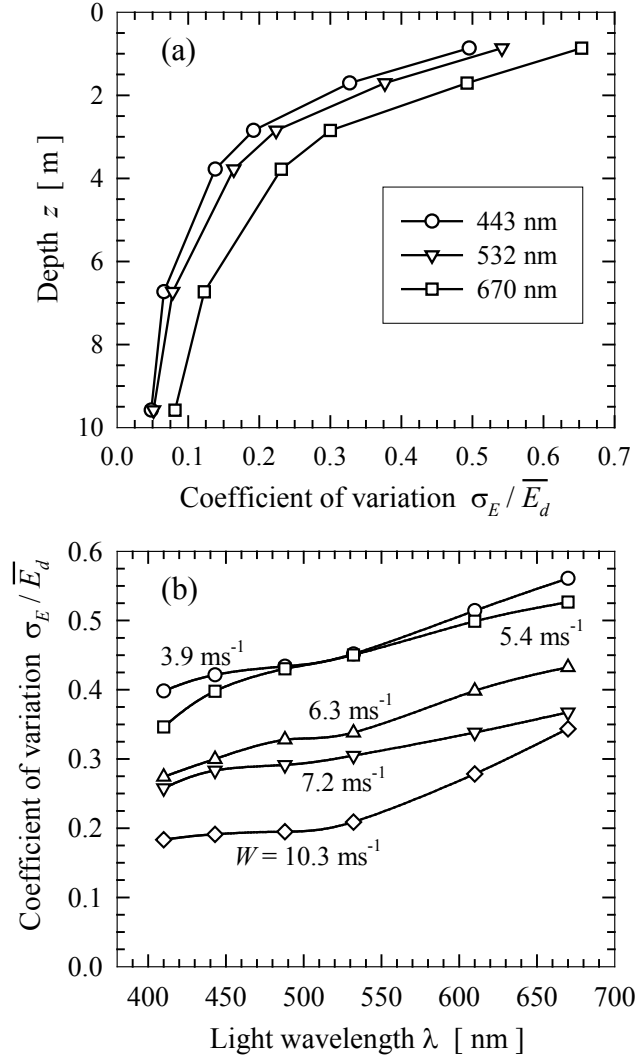 (a)
0
2
4
6
8
10
Depth z [ m ]
443 nm
532 nm
670 nm
0.0 0.1 0.2 0.3 0.4 0.5 0.6 0.7
Coefficient of variation σE / Ed
(b)
0.6
0.5
0.4
0.3
0.2
0.1
0.0
Coefficient of variation σE / Ed
3.9 ms-1
5.4 ms-1
6.3 ms-1
7.2 ms-1
W = 10.3 ms-1
400 450 500 550 600 650 700
Light wavelength λ [ nm ]